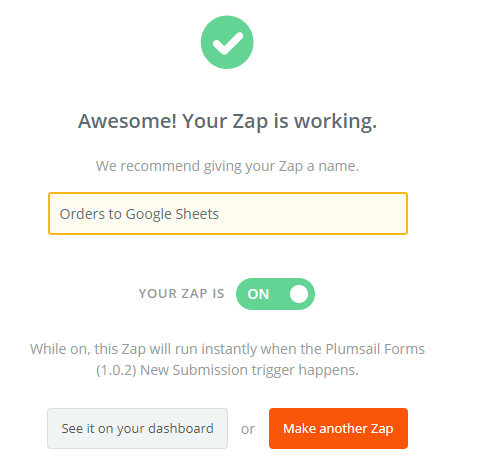 Awesome! Your Zap is working.
We recommend giving your Zap a name.
Orders to Google Sheets
YOUR ZAP IS ON
While on, this Zap will run instantly when the Plumsail Forms
(1.0.2) New Submission trigger happens.
See it on your dashboard or Make another Zap